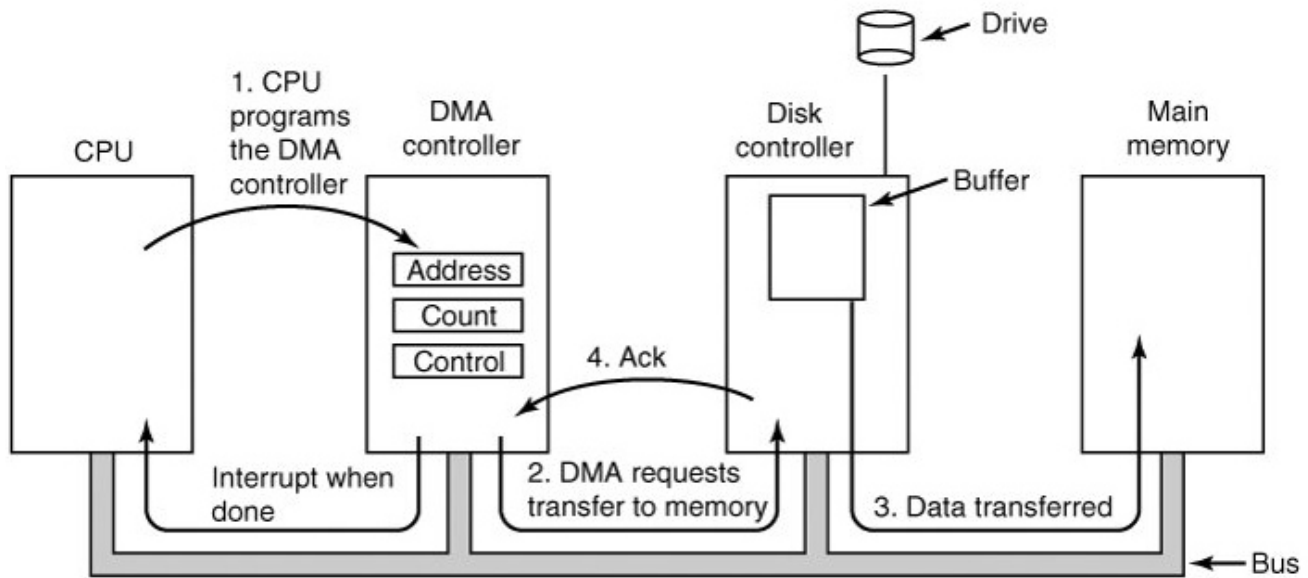 Drive
1. CPU
programs
the DMA
controller
CPU
DMA
controller
Disk
controller
Main
memory
Buffer
Address
Count
Control
4. Ack
Interrupt when
done
2. DMA requests
transfer to memory
3. Data transferred
Bus